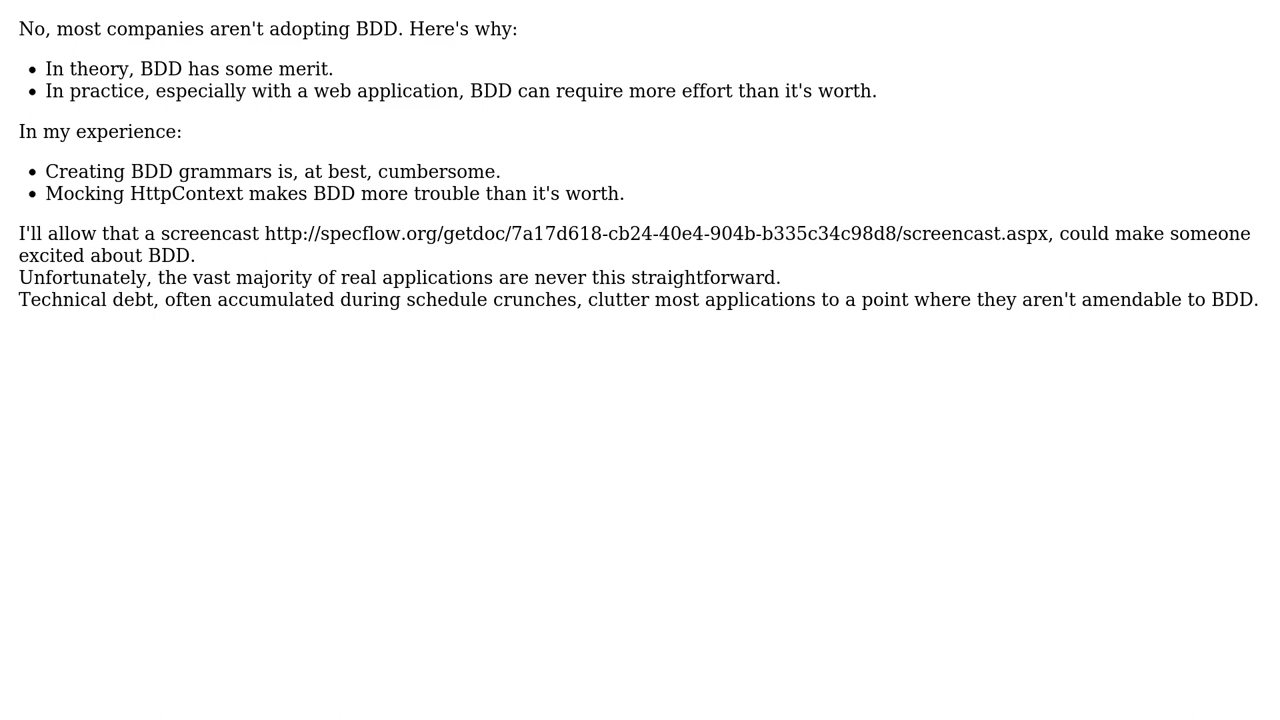 No, most companies aren't adopting BDD. Here's why:
• In theory, BDD has some merit.
• In practice, especially with a web application, BDD can require more effort than it's worth.
In my experience:
• Creating BDD grammars is, at best, cumbersome.
• Mocking HttpContext makes BDD more trouble than it's worth.
I'll allow that a screencast http://specflow.org/getdoc/7a17d618-cb24-40e4-904b-b335c34c98d8/screencast.aspx, could make someone
excited about BDD.
Unfortunately, the vast majority of real applications are never this straightforward.
Technical debt, often accumulated during schedule crunches, clutter most applications to a point where they aren't amendable to BDD.